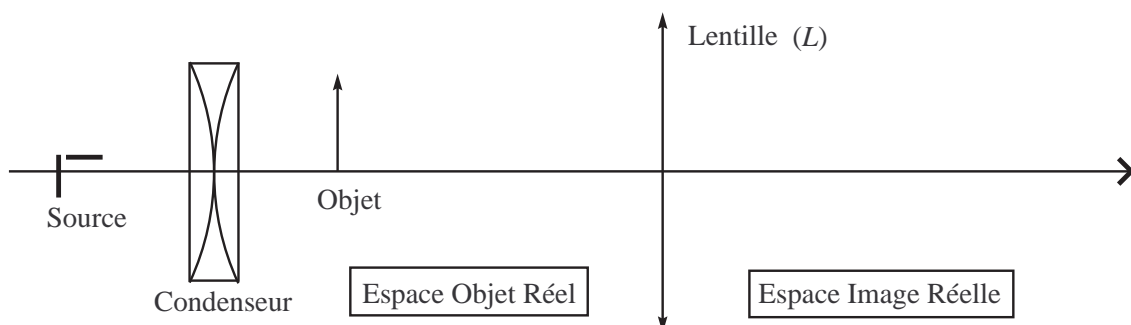 Lentille (L)
Objet
Source
Condenseur
Espace Objet Réel
Espace Image Réelle